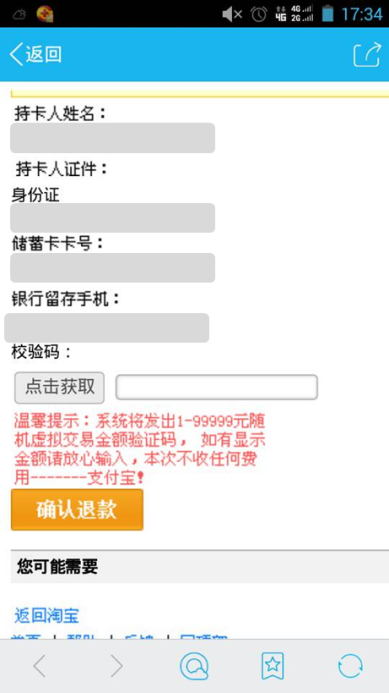 17:34
4G 4G
2G
返回
持卡人姓名：
持卡人证件：
身份证
储蓄卡卡号：
银行留存手机：
校验码：
点击获取
温馨提示：系统将发出1-99999元随
机虚拟交易金额验证码， 如有显示
金额请放心输入，本次不收任何费
用-------支付宝！
确认退款
您可能需要
返回淘宝